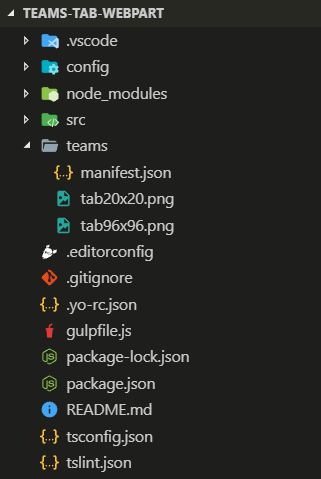 TEAMS-TAB-WEBPART
.vscode
config
node_modules
src
teams
manifest.json
tab20x20.png
tab96x96.png
.editorconfig
.gitignore
.yo-rc.json
gulpfile.js
package-lock.json
package.json
README.md
tsconfig.json
tslint.json